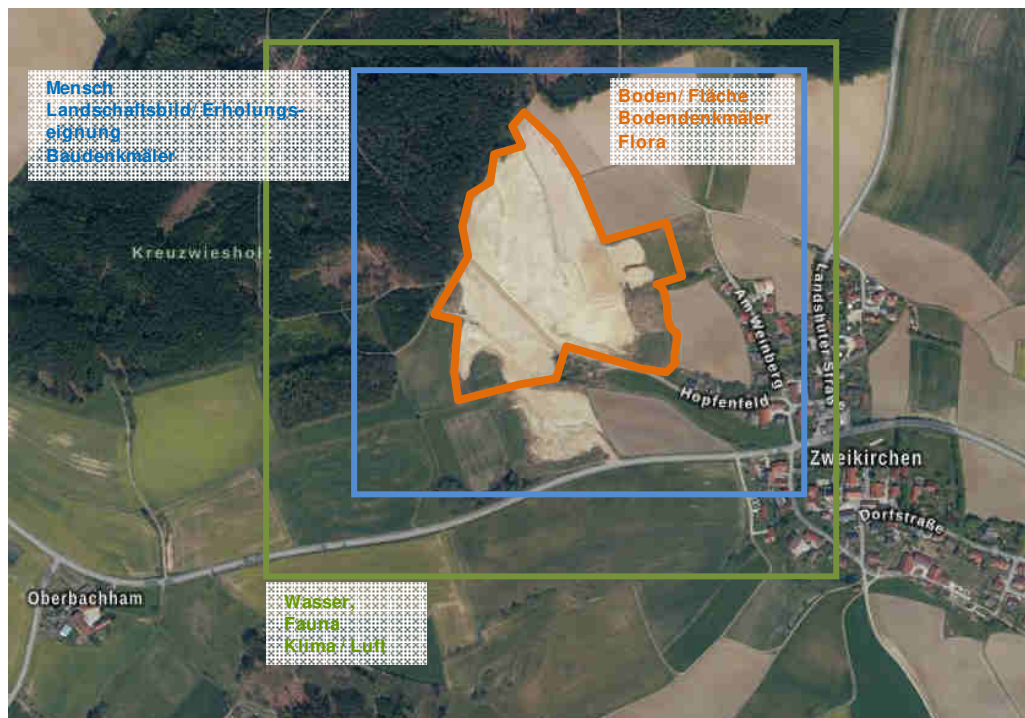 Mensch
Landschaftsbild/ Erholungs-
eignung
Baudenkmäler
Boden/ Fläche
Bodendenkmäler
Flora
Kreuzwiesholz
Landshuter Straße
Am Weinberg
Hopfenfeld
Zweikirchen
Dorfstraße
Oberbachham
Wasser,
Fauna
Klima / Luft